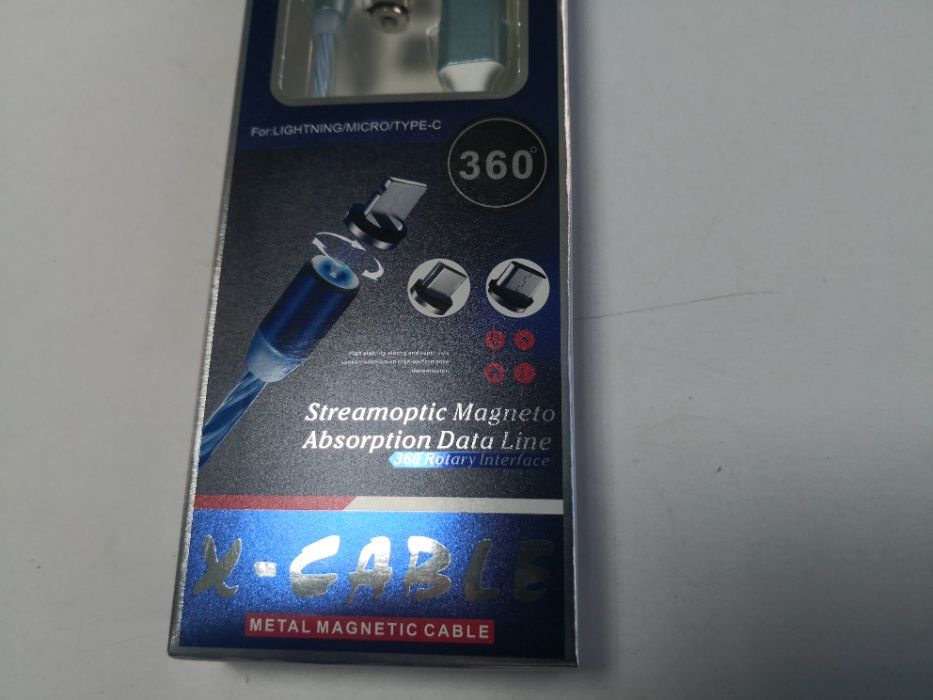 For:LIGHTNING/MICRO/TYPE-C
360°
Streamoptic Magneto
Absorption Data Line
360° Rotary Interface
X-CABLE
METAL MAGNETIC CABLE